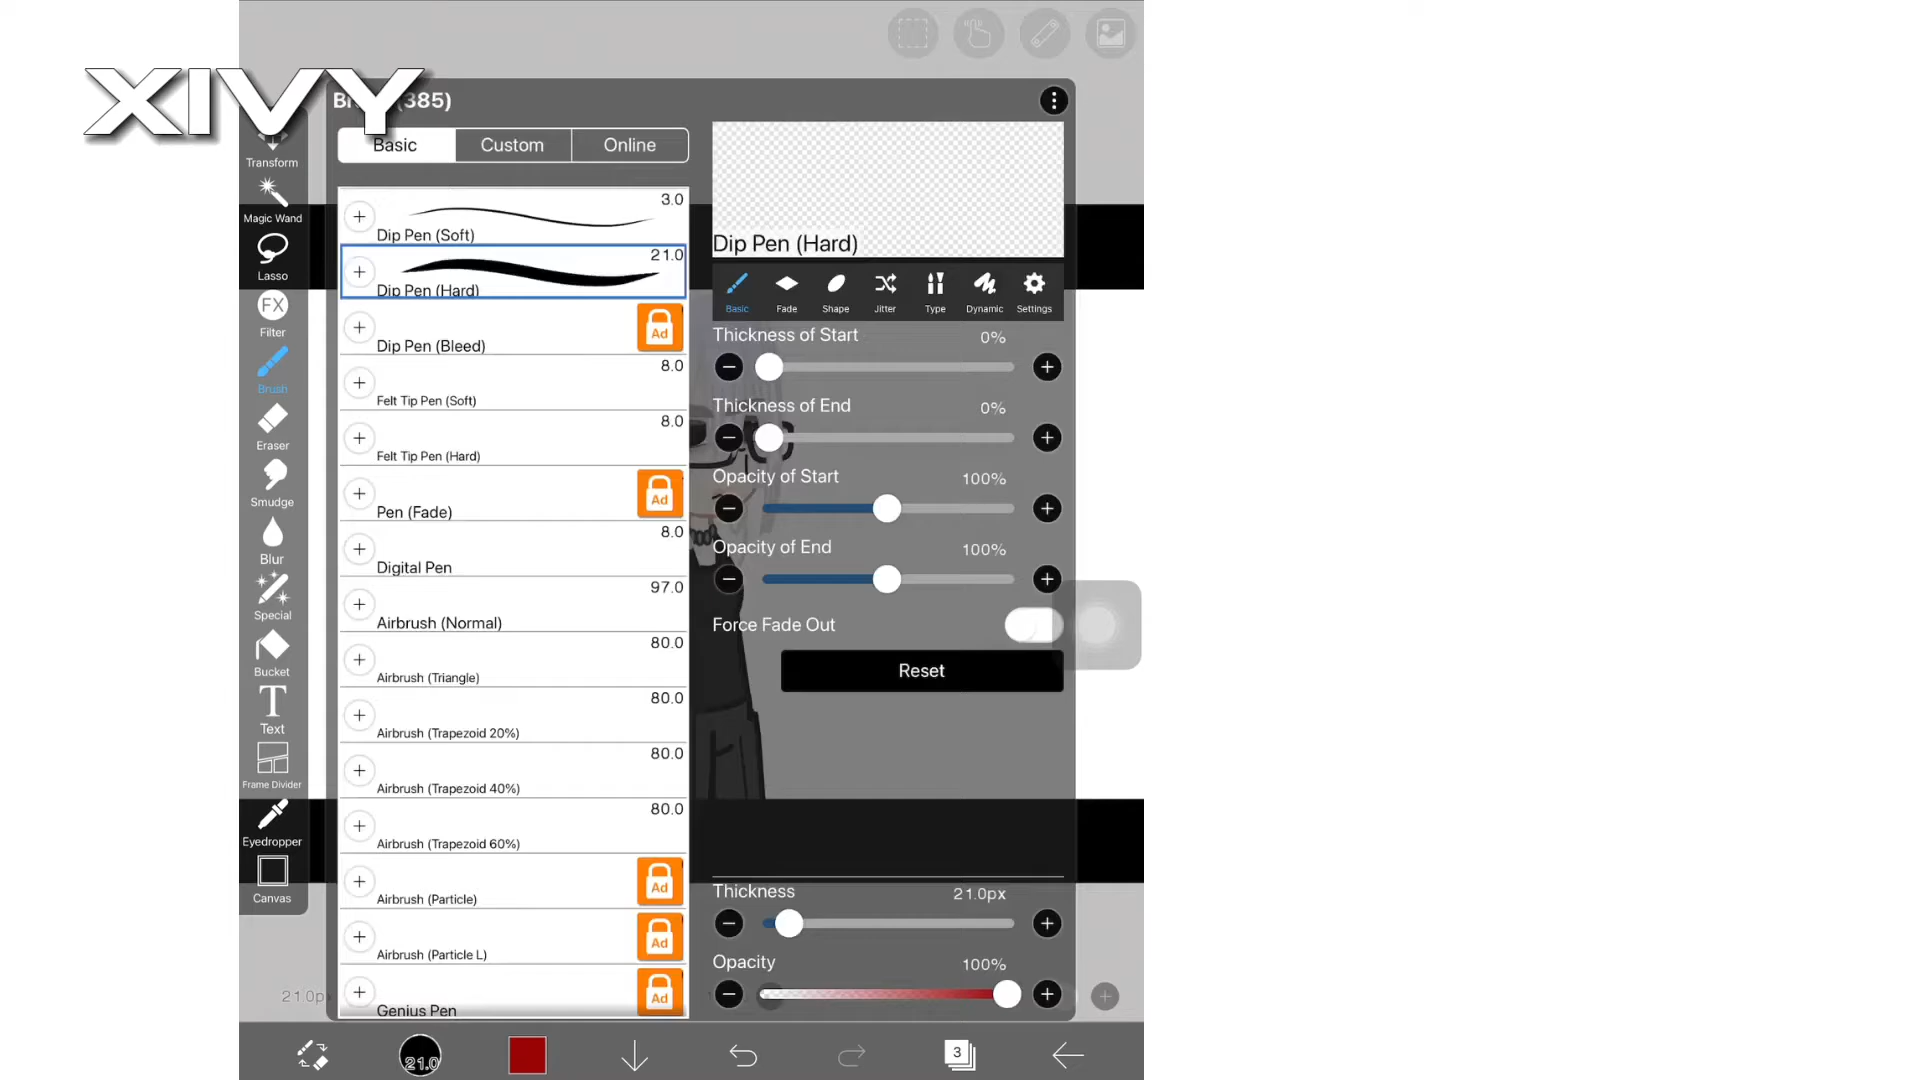 XIVY
(385)
Basic
Custom
Online
Transform
Magic Wand
Lasso
FX
Filter
Brush
Eraser
Smudge
Blur
Special
Bucket
T
Text
Frame Divider
Eyedropper
Canvas
3.0
Dip Pen (Soft)
21.0
Dip Pen (Hard)
Ad
Dip Pen (Bleed)
8.0
Felt Tip Pen (Soft)
8.0
Felt Tip Pen (Hard)
Ad
Pen (Fade)
8.0
Digital Pen
97.0
Airbrush (Normal)
80.0
Airbrush (Triangle)
80.0
Airbrush (Trapezoid 20%)
80.0
Airbrush (Trapezoid 40%)
80.0
Airbrush (Trapezoid 60%)
Ad
Airbrush (Particle)
Ad
Airbrush (Particle L)
Ad
Genius Pen
Dip Pen (Hard)
Basic
Fade
Shape
Jitter
Type
Dynamic
Settings
Thickness of Start 0%
Thickness of End 0%
Opacity of Start 100%
Opacity of End 100%
Force Fade Out
Reset
Thickness 21.0px
Opacity 100%
21.0px
21.0
3